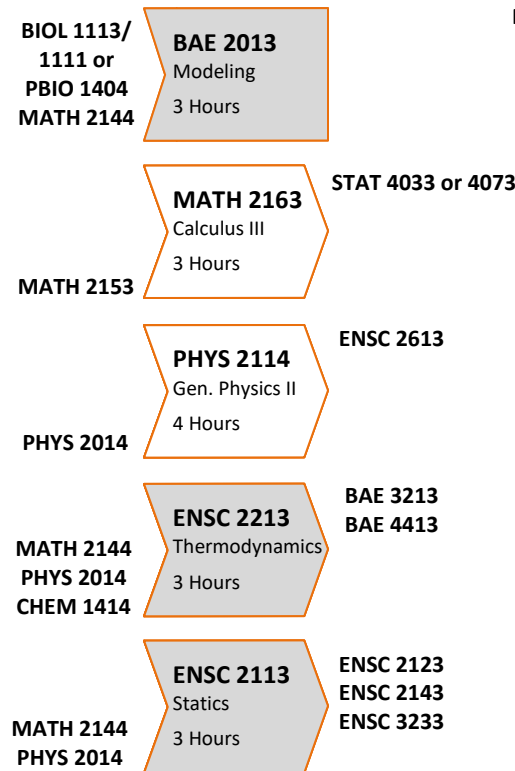 BIOL 1113/
1111 or
PBIO 1404
MATH 2144
BAE 2013
Modeling
3 Hours
MATH 2153
MATH 2163
Calculus III
3 Hours
STAT 4033 or 4073
PHYS 2014
PHYS 2114
Gen. Physics II
4 Hours
ENSC 2613
MATH 2144
PHYS 2014
CHEM 1414
ENSC 2213
Thermodynamics
3 Hours
BAE 3213
BAE 4413
MATH 2144
PHYS 2014
ENSC 2113
Statics
3 Hours
ENSC 2123
ENSC 2143
ENSC 3233